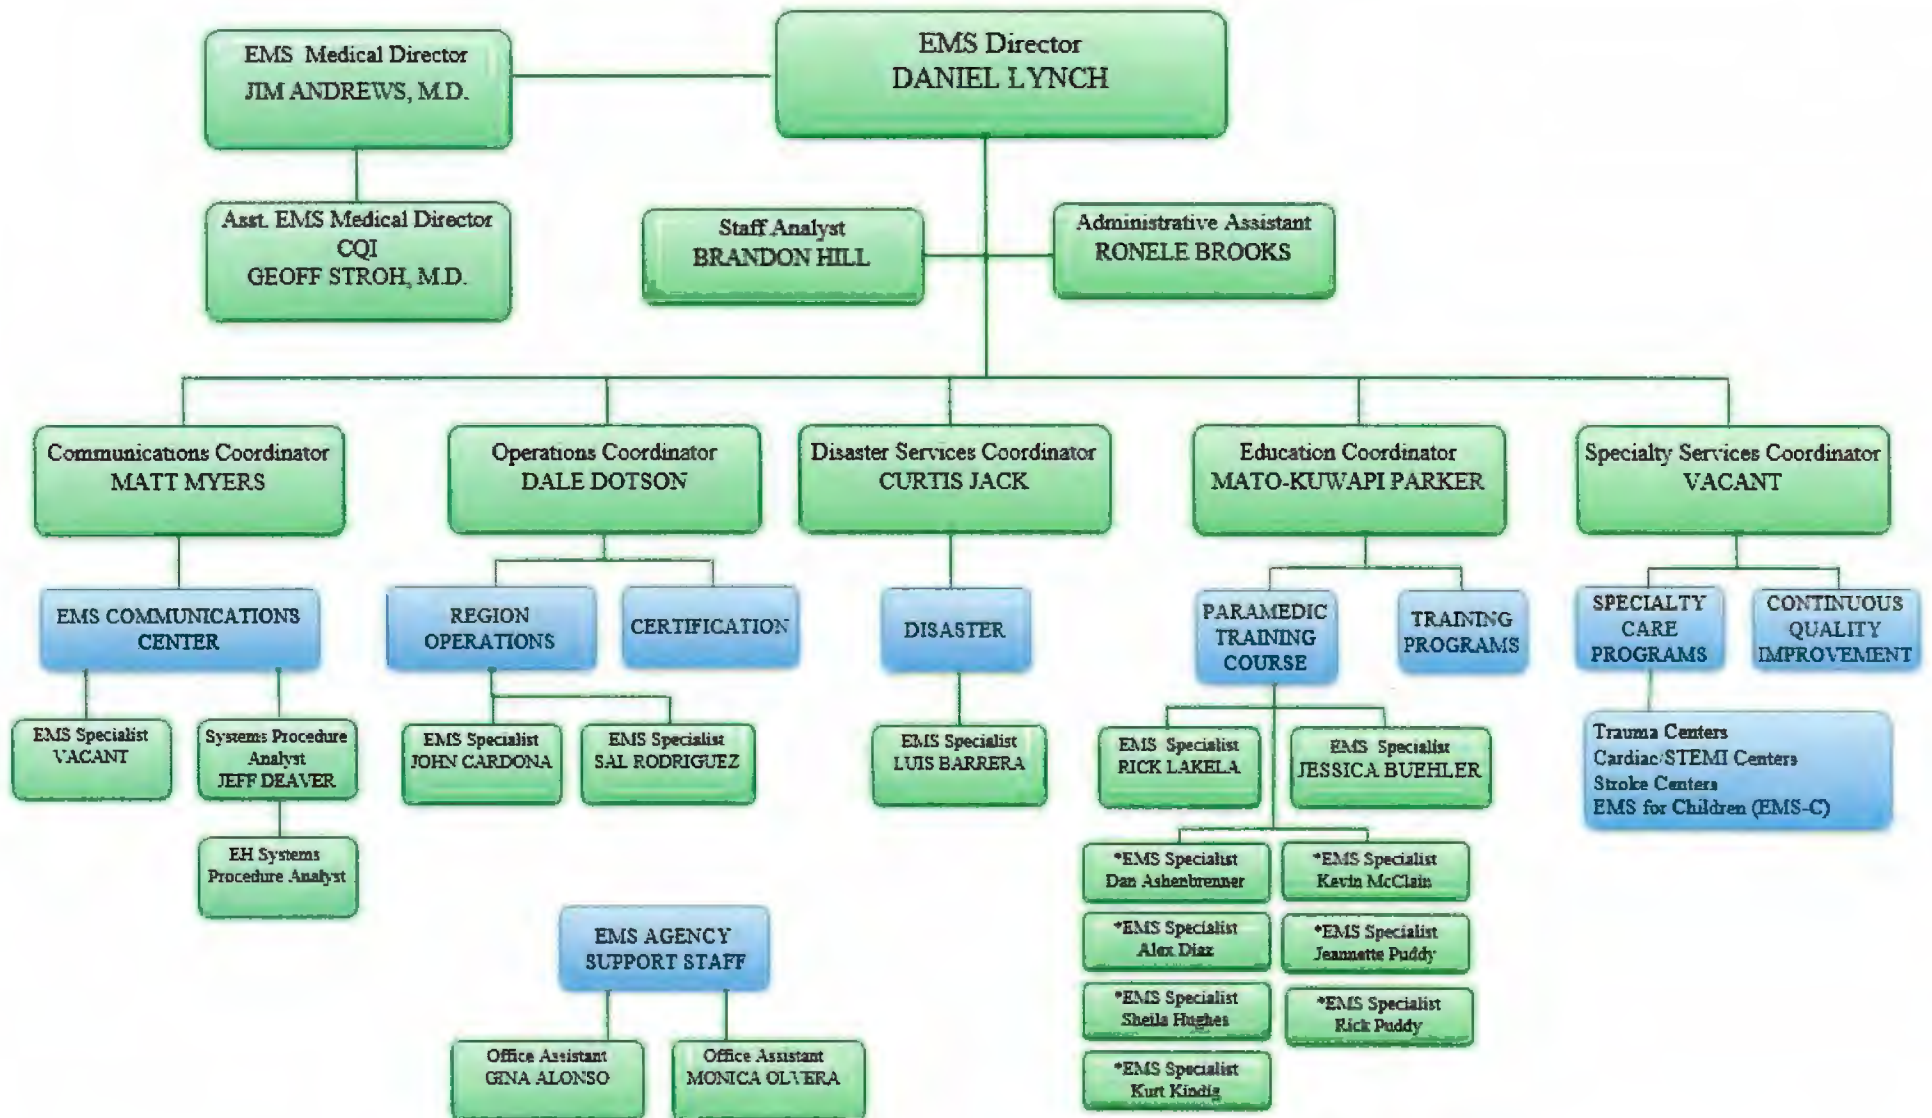 EMS Medical Director
JIM ANDREWS, M.D.
EMS Director
DANIEL LYNCH
Asst. EMS Medical Director
CQI
GEOFF STROH, M.D.
Staff Analyst
BRANDON HILL
Administrative Assistant
RONELE BROOKS
Communications Coordinator
MATT MYERS
Operations Coordinator
DALE DOTSON
Disaster Services Coordinator
CURTIS JACK
Education Coordinator
MATO-KUWAPI PARKER
Specialty Services Coordinator
VACANT
EMS COMMUNICATIONS
CENTER
REGION
OPERATIONS
CERTIFICATION
DISASTER
PARAMEDIC
TRAINING
COURSE
TRAINING
PROGRAMS
SPECIALTY
CARE
PROGRAMS
CONTINUOUS
QUALITY
IMPROVEMENT
EMS Specialist
VACANT
Systems Procedure
Analyst
JEFF DEAVER
EMS Specialist
JOHN CARDONA
EMS Specialist
SAL RODRIGUEZ
EMS Specialist
LUIS BARRERA
EMS Specialist
RICK LAKELA
EMS Specialist
JESSICA BUEHLER
Trauma Centers
Cardiac/STEMI Centers
Stroke Centers
EMS for Children (EMS-C)
EH Systems
Procedure Analyst
*EMS Specialist
Dan Ashenbrenner
*EMS Specialist
Kevin McClain
*EMS Specialist
Alex Diaz
*EMS Specialist
Jeannette Puddy
*EMS Specialist
Sheila Hughes
*EMS Specialist
Rick Puddy
*EMS Specialist
Kurt Kindig
EMS AGENCY
SUPPORT STAFF
Office Assistant
GINA ALONSO
Office Assistant
MONICA OLVERA